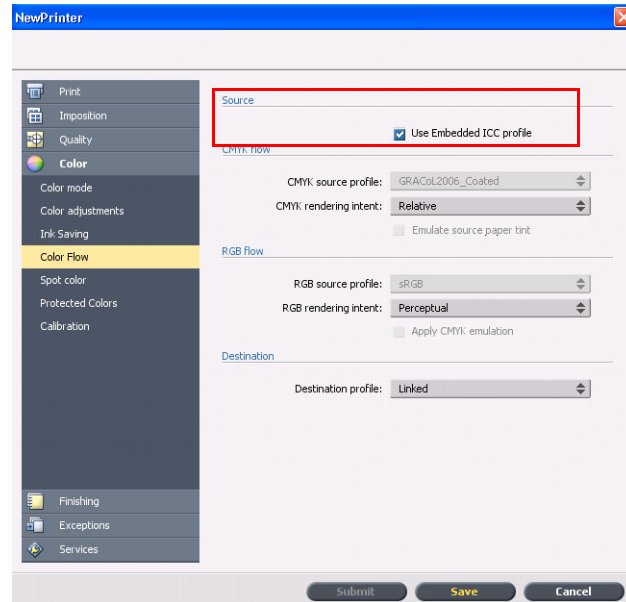 NewPrinter
Print
Imposition
Quality
Color
Color mode
Color adjustments
Ink Saving
Color Flow
Spot color
Protected Colors
Calibration
Finishing
Exceptions
Services
Source
Use Embedded ICC profile
CMYK flow
CMYK source profile: GRACoL2006_Coated
CMYK rendering intent: Relative
Emulate source paper tint
RGB flow
RGB source profile: sRGB
RGB rendering intent: Perceptual
Apply CMYK emulation
Destination
Destination profile: Linked
Submit Save Cancel